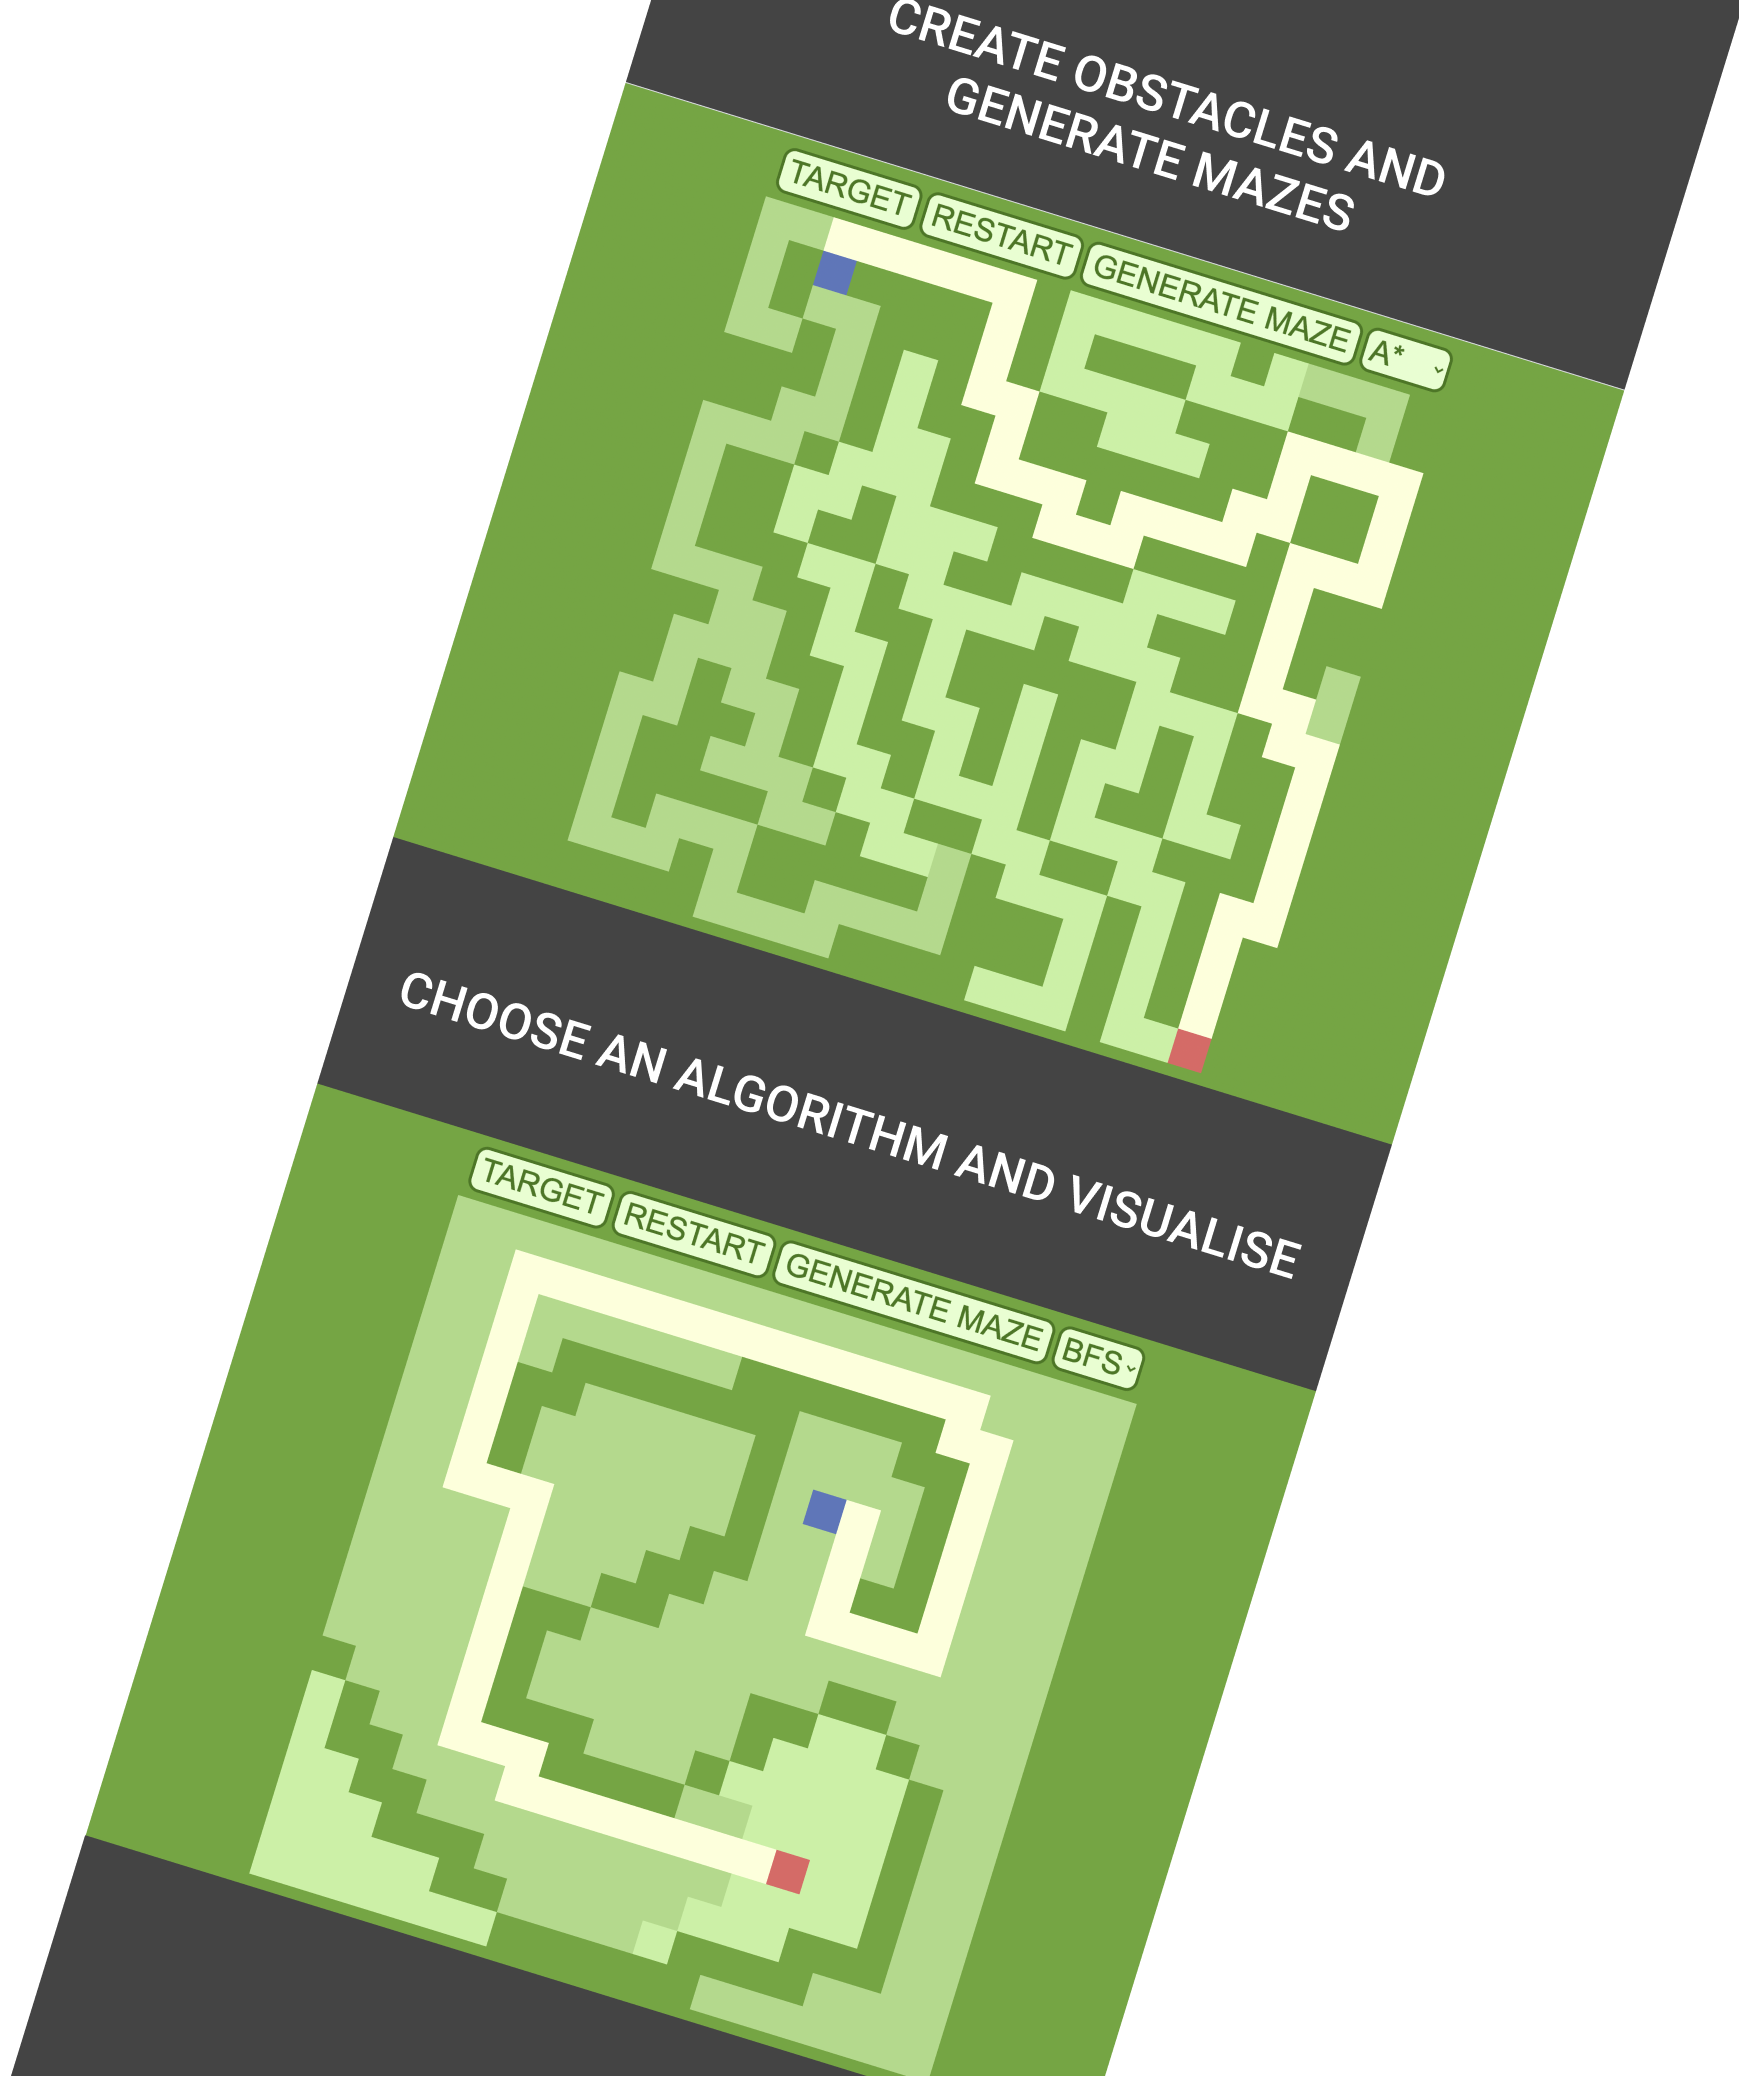 CREATE OBSTACLES AND
GENERATE MAZES
TARGET RESTART GENERATE MAZE A*
CHOOSE AN ALGORITHM AND VISUALISE
TARGET RESTART GENERATE MAZE BFS